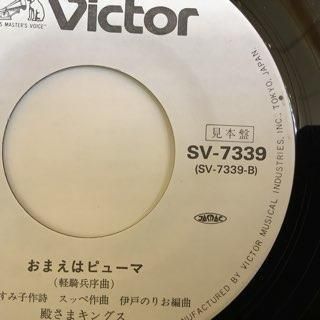 S MASTER'S VOICE"
Victor
見本盤
SV-7339
(SV-7339-B)
JASRAC
おまえはピューマ
(軽騎兵序曲)
すみ子作詩 スッペ作曲 伊戸のりお編曲
殿さまキングス
MANUFACTURED BY VICTOR MUSICAL INDUSTRIES, INC., TOKYO, JAPAN